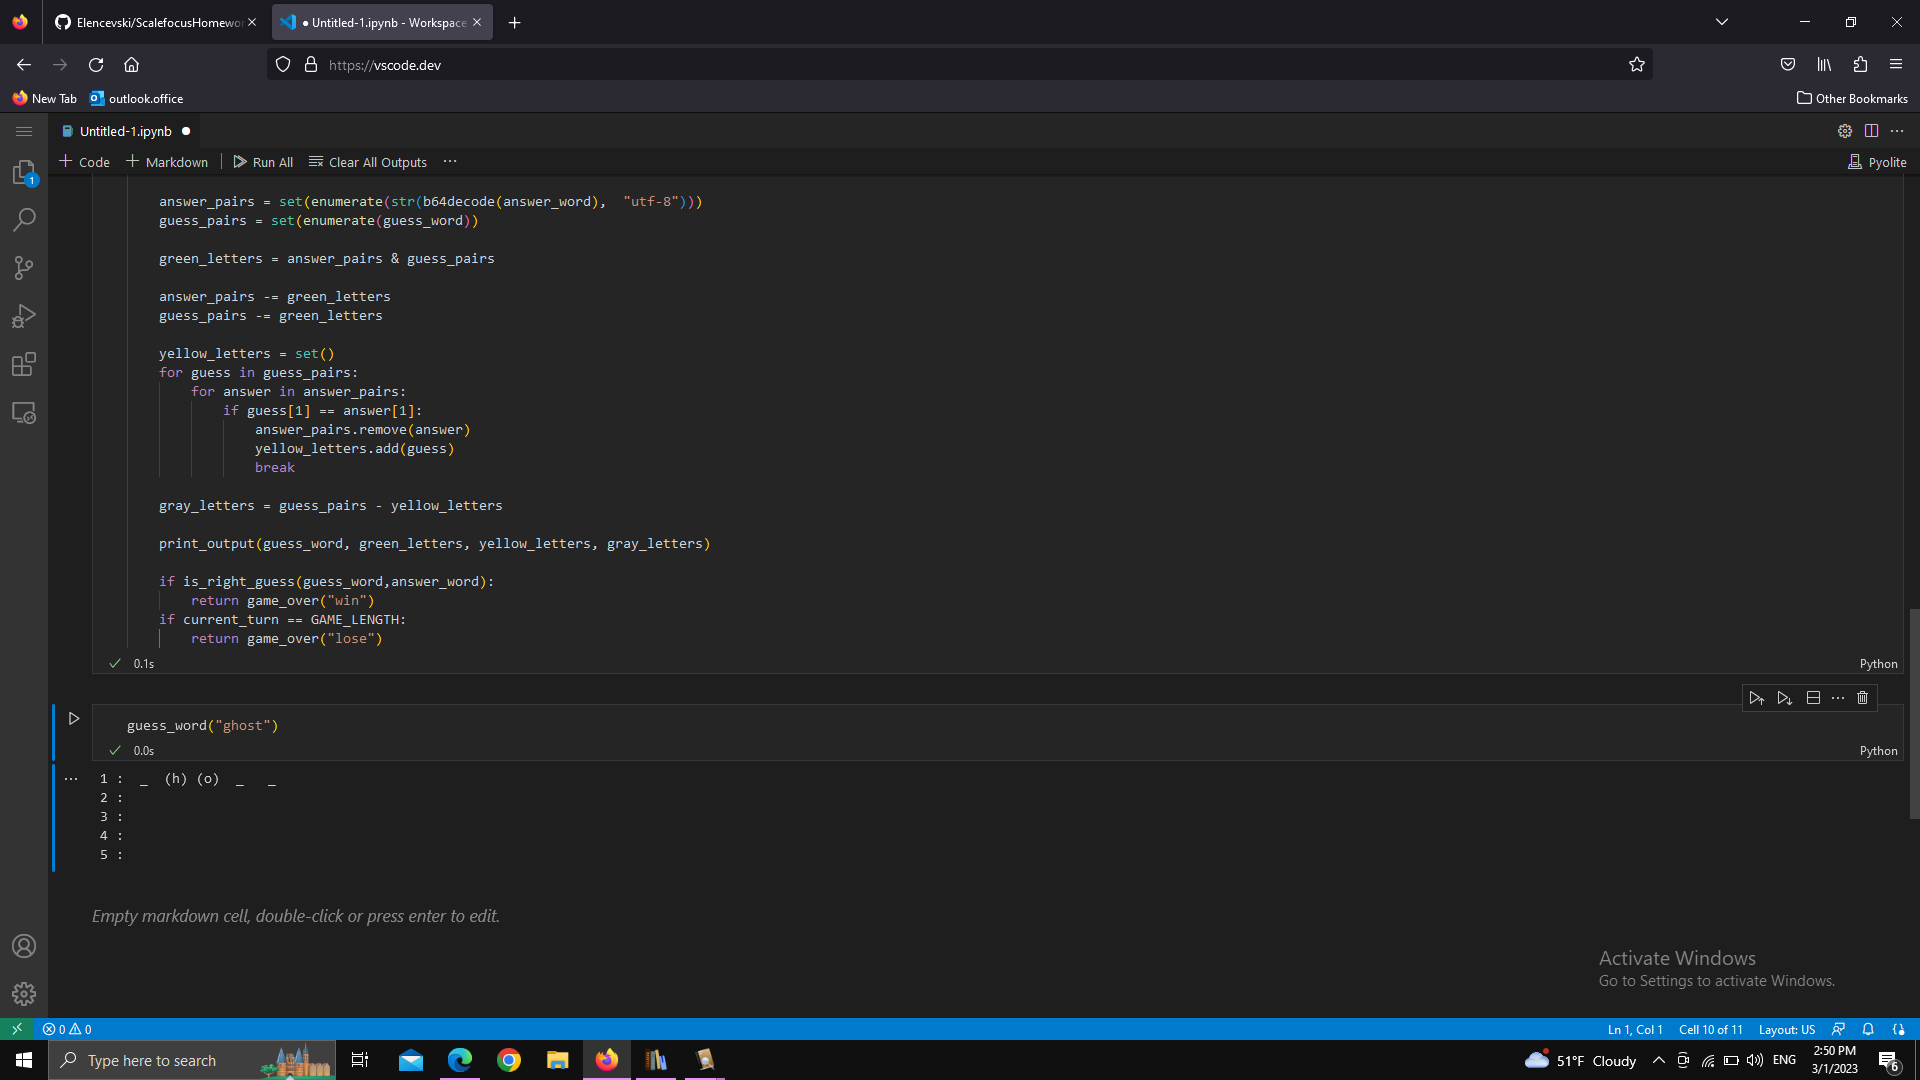 Elencevski/ScalefocusHomewor
● Untitled-1.ipynb - Workspace
https://vscode.dev
New Tab
outlook.office
Other Bookmarks
Untitled-1.ipynb ●
+ Code + Markdown Run All Clear All Outputs ...
Pyolite
1
answer_pairs = set(enumerate(str(b64decode(answer_word),  "utf-8")))
guess_pairs = set(enumerate(guess_word))
green_letters = answer_pairs & guess_pairs
answer_pairs -= green_letters
guess_pairs -= green_letters
yellow_letters = set()
for guess in guess_pairs:
for answer in answer_pairs:
if guess[1] == answer[1]:
answer_pairs.remove(answer)
yellow_letters.add(guess)
break
gray_letters = guess_pairs - yellow_letters
print_output(guess_word, green_letters, yellow_letters, gray_letters)
if is_right_guess(guess_word,answer_word):
return game_over("win")
if current_turn == GAME_LENGTH:
return game_over("lose")
0.1s
Python
guess_word("ghost")
0.0s
Python
1 :  _  (h) (o)  _   _
2 :
3 :
4 :
5 :
Empty markdown cell, double-click or press enter to edit.
Activate Windows
Go to Settings to activate Windows.
0 0
Ln 1, Col 1 Cell 10 of 11 Layout: US
Type here to search
51°F Cloudy
ENG
2:50 PM
3/1/2023
6